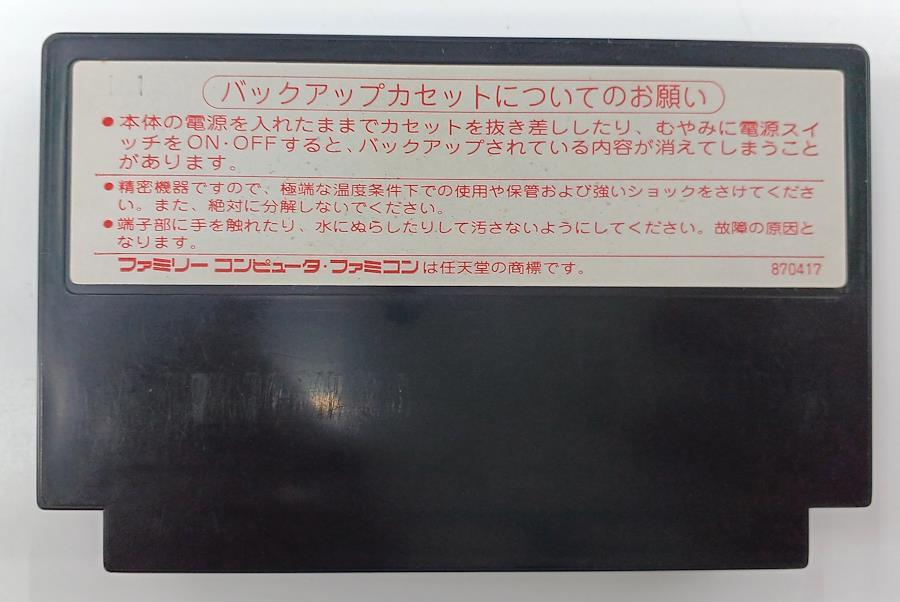 バックアップカセットについてのお願い
●本体の電源を入れたままでカセットを抜き差ししたり、むやみに電源スイ
ッチをON・OFFすると、バックアップされている内容が消えてしまうこと
があります。
●精密機器ですので、極端な温度条件下での使用や保管および強いショックをさけてくださ
い。また、絶対に分解しないでください。
●端子部に手を触れたり、水にぬらしたりして汚さないようにしてください。故障の原因と
なります。
ファミリーコンピュータ・ファミコンは任天堂の商標です。 870417